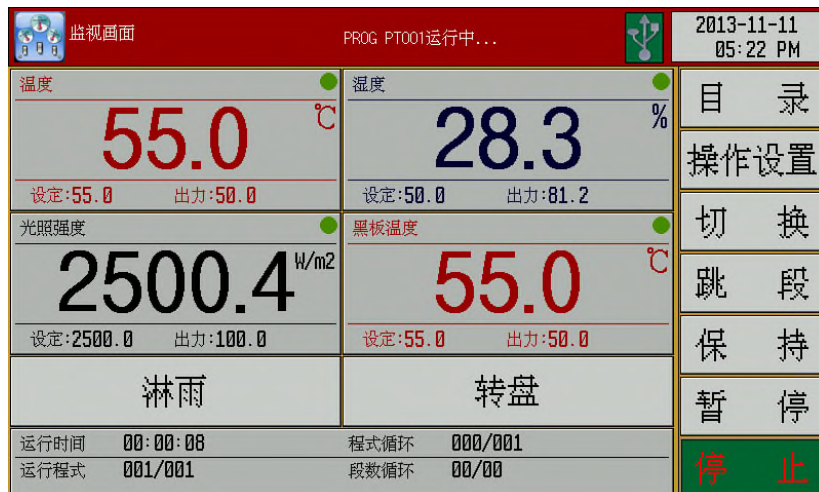 监视画面
PROG PT001运行中...
2013-11-11
05:22 PM
温度
55.0
℃
设定:55.0 出力:50.0
湿度
28.3
%
设定:50.0 出力:81.2
光照强度
2500.4
W/m2
设定:2500.0 出力:100.0
黑板温度
55.0
℃
设定:55.0 出力:50.0
淋雨
转盘
运行时间 00:00:08 程式循环 000/001
运行程式 001/001 段数循环 00/00
目 录
操作设置
切 换
跳 段
保 持
暂 停
停 止